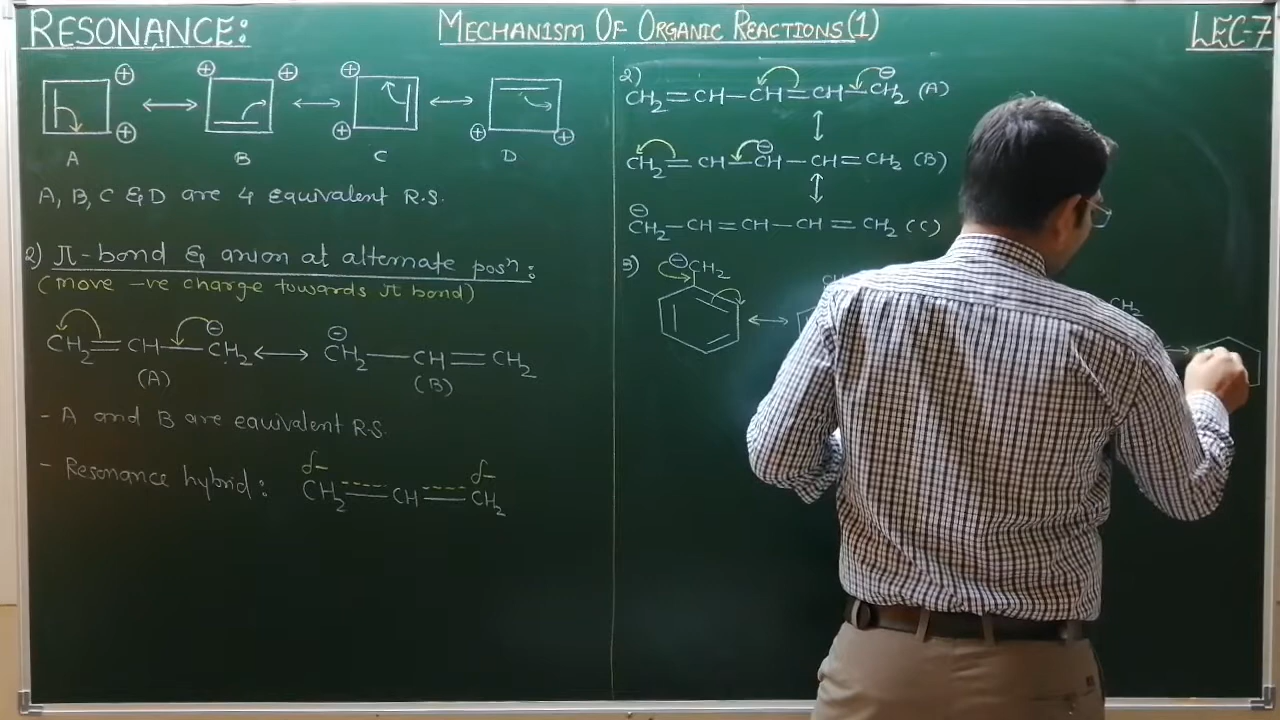 RESONANCE:
MECHANISM OF ORGANIC REACTIONS(1)
LEC-7
⊕ ⊕ ⊕ ⊕
⊕ ⊕ ⊕ ⊕
A B C D
A, B, C & D are 4 equivalent R.S.
2) π-bond & anion at alternate posⁿ:
(move -ve charge towards π bond)
CH₂=CH–CH₂⊖ ↔ ⊖CH₂–CH=CH₂
(A) (B)
- A and B are equivalent R.S.
- Resonance hybrid: δ- δ-
CH₂=CH=CH₂
2)
CH₂=CH–CH=CH–CH₂⊖ (A)
↕
CH₂=CH–CH⊖–CH=CH₂ (B)
↕
⊖CH₂–CH=CH–CH=CH₂ (C)
3) ⊖CH₂
CH₂